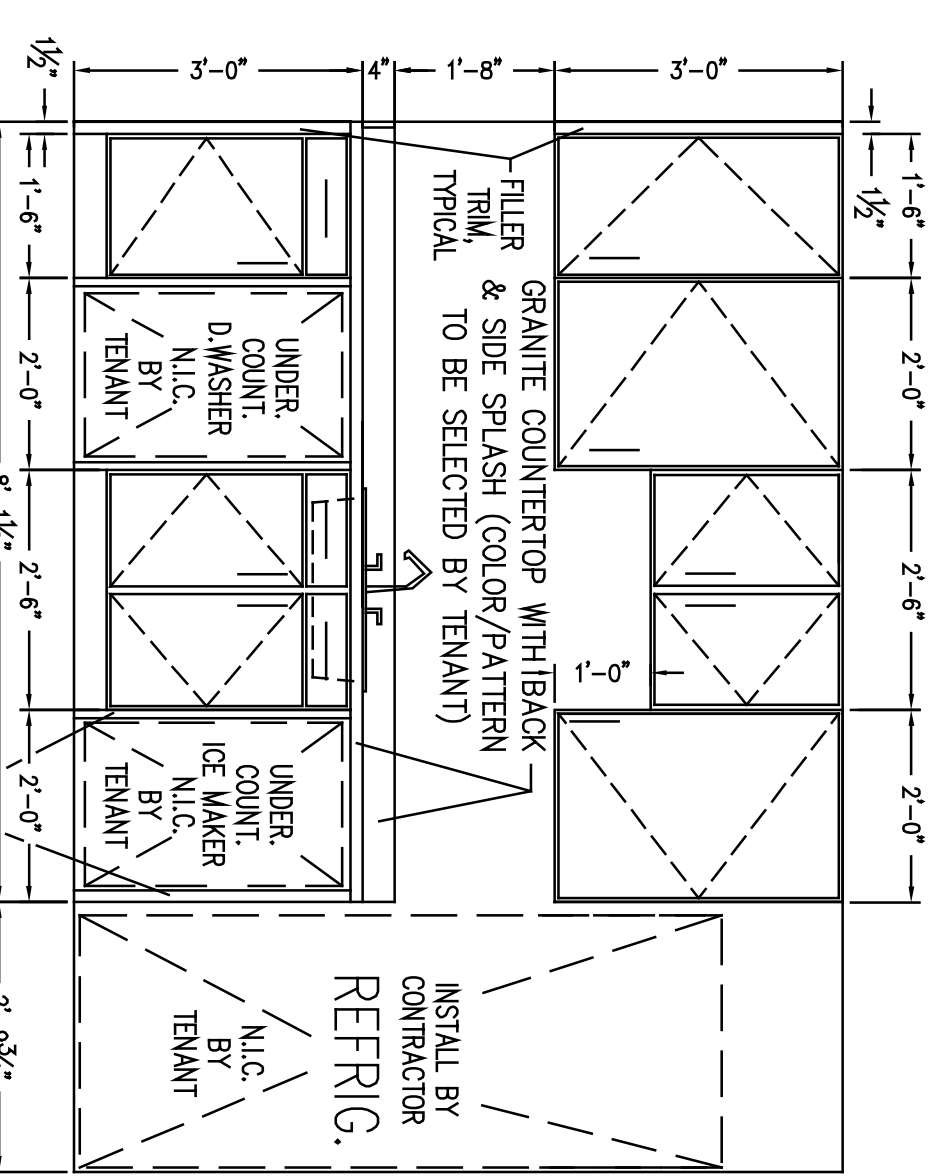 1'-6"
2'-0"
2'-6"
2'-0"
1½"
3'-0"
1'-8"
4"
3'-0"
1½"
1'-0"
FILLER
TRIM,
TYPICAL
GRANITE COUNTERTOP WITH BACK
& SIDE SPLASH (COLOR/PATTERN
TO BE SELECTED BY TENANT)
UNDER.
COUNT.
D.WASHER
N.I.C.
BY
TENANT
UNDER.
COUNT.
ICE MAKER
N.I.C.
BY
TENANT
INSTALL BY
CONTRACTOR
REFRIG.
N.I.C.
BY
TENANT
1'-6"
2'-0"
2'-6"
2'-0"